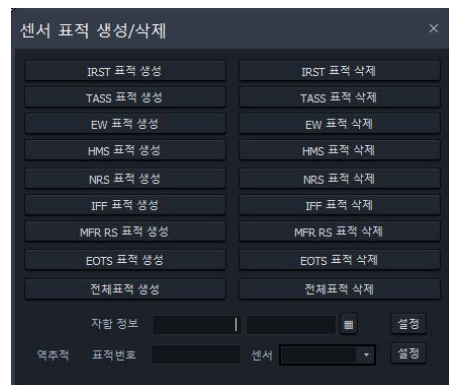 센서 표적 생성/삭제 ×
IRST 표적 생성 IRST 표적 삭제
TASS 표적 생성 TASS 표적 삭제
EW 표적 생성 EW 표적 삭제
HMS 표적 생성 HMS 표적 삭제
NRS 표적 생성 NRS 표적 삭제
IFF 표적 생성 IFF 표적 삭제
MFR RS 표적 생성 MFR RS 표적 삭제
EOTS 표적 생성 EOTS 표적 삭제
전체표적 생성 전체표적 삭제
자함 정보 설정
역추적 표적번호 센서 설정